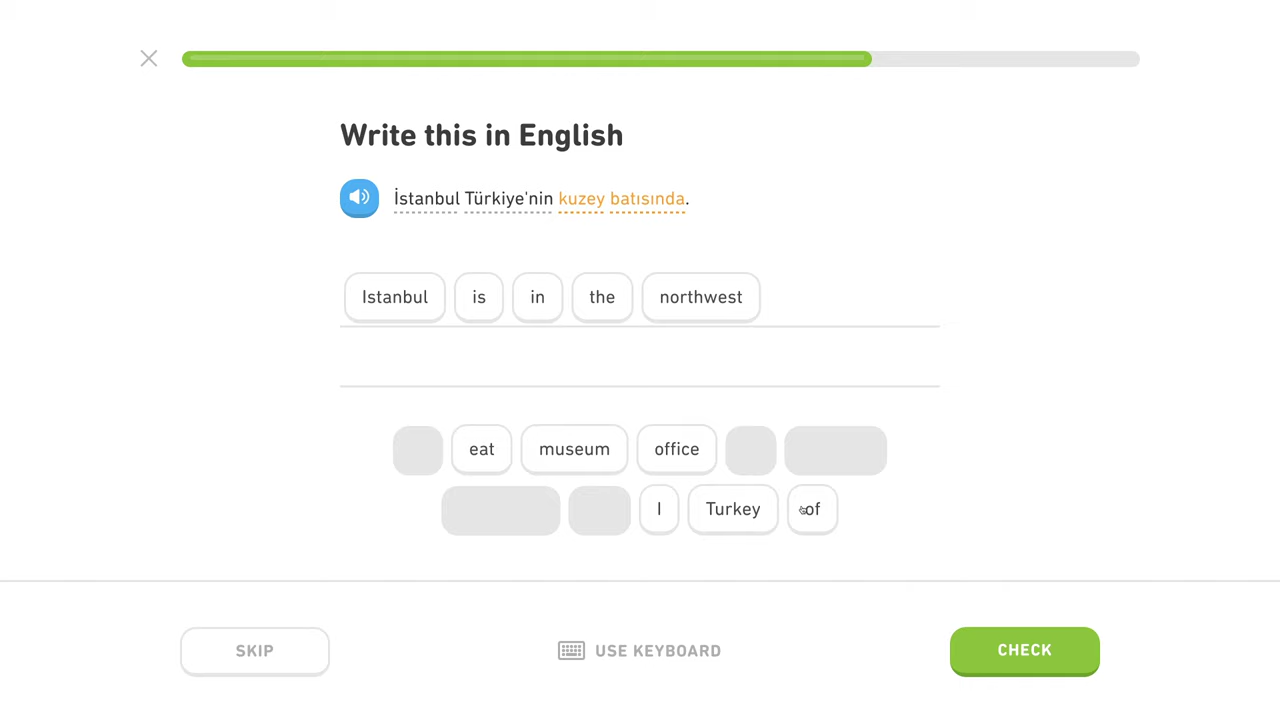 Write this in English
İstanbul Türkiye'nin kuzey batısında.
Istanbul is in the northwest
eat museum office
I Turkey of
SKIP USE KEYBOARD CHECK